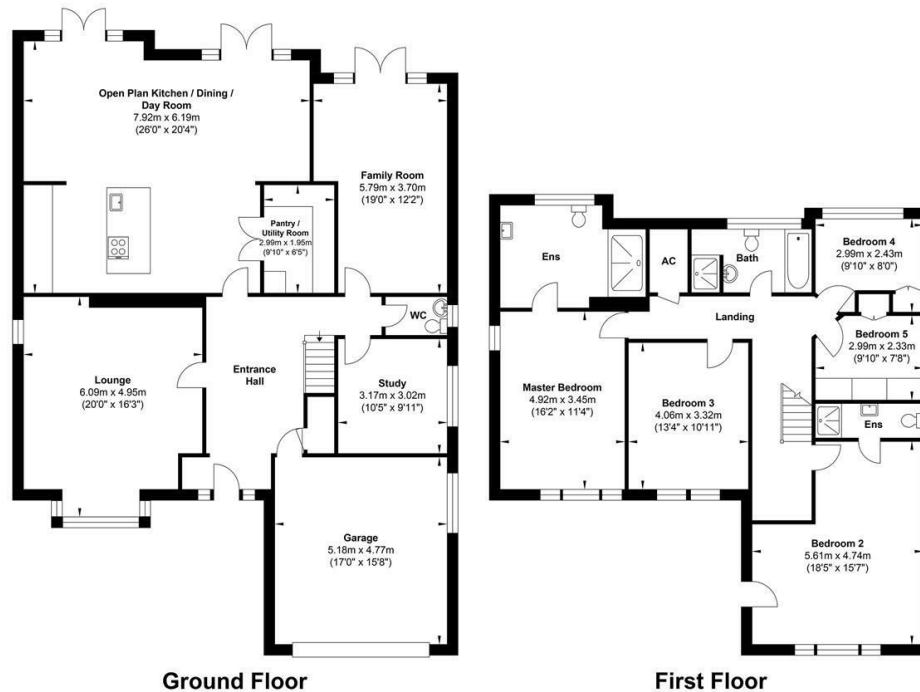 Open Plan Kitchen / Dining /
Day Room
7.92m x 6.19m
(26'0" x 20'4")
Family Room
5.79m x 3.70m
(19'0" x 12'2")
Pantry /
Utility Room
2.99m x 1.95m
(9'10" x 6'5")
WC
Lounge
6.09m x 4.95m
(20'0" x 16'3")
Entrance
Hall
Study
3.17m x 3.02m
(10'5" x 9'11")
Garage
5.18m x 4.77m
(17'0" x 15'8")
Ground Floor
Ens
AC
Bath
Bedroom 4
2.99m x 2.43m
(9'10" x 8'0")
Landing
Bedroom 5
2.99m x 2.33m
(9'10" x 7'8")
Master Bedroom
4.92m x 3.45m
(16'2" x 11'4")
Bedroom 3
4.06m x 3.32m
(13'4" x 10'11")
Ens
Bedroom 2
5.61m x 4.74m
(18'5" x 15'7")
First Floor